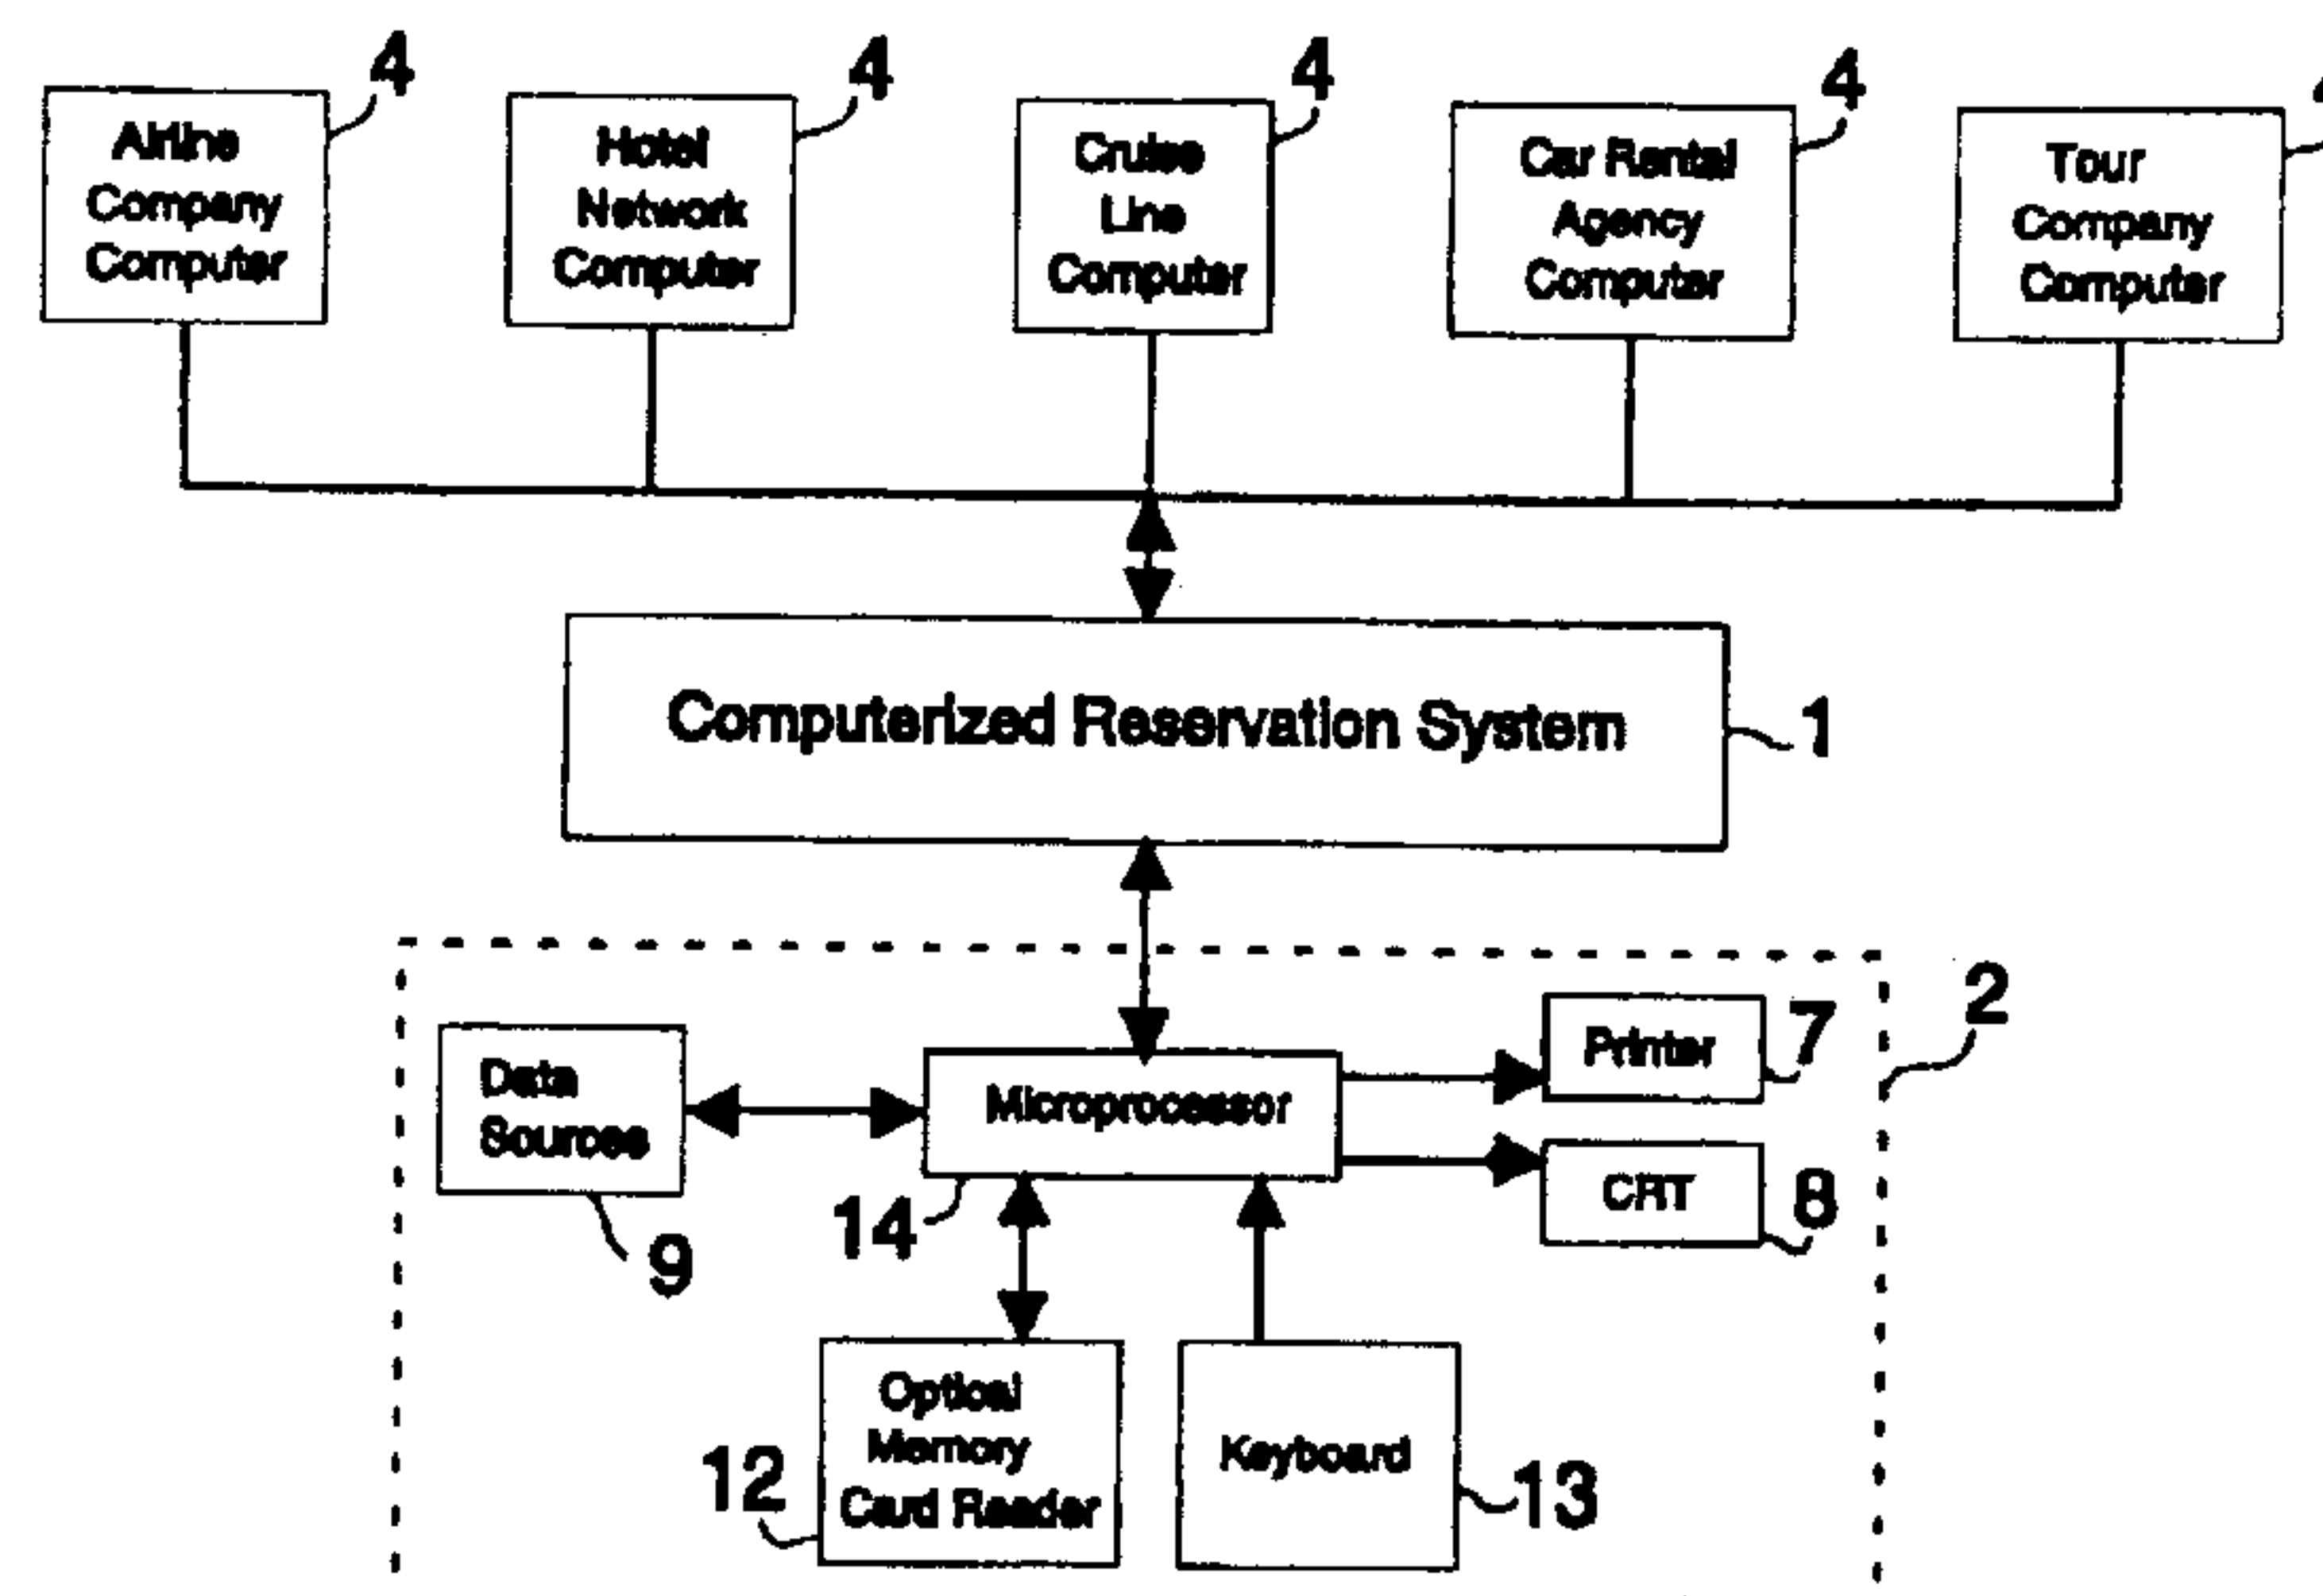 4
4
4
4
Airline
Company
Computer
Hotel
Network
Computer
Cruise
Line
Computer
Car Rental
Agency
Computer
Tour
Company
Computer
Computerized Reservation System
1
2
Data
Sources
9
Microprocessor
14
Printer
7
CRT
8
Optical
Memory
Card Reader
12
Keyboard
13